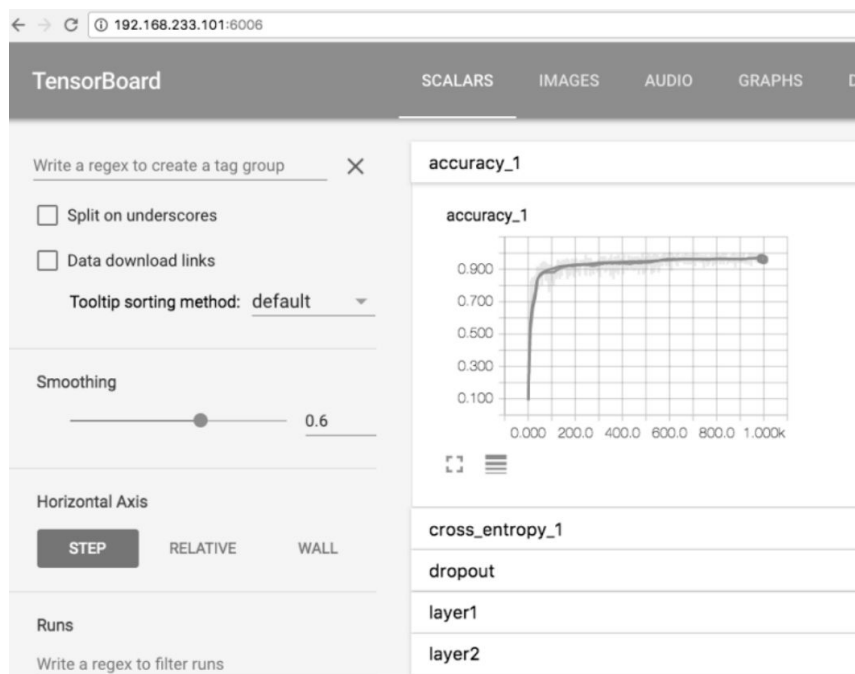 192.168.233.101:6006
TensorBoard
SCALARS IMAGES AUDIO GRAPHS D
Write a regex to create a tag group
Split on underscores
Data download links
Tooltip sorting method: default
Smoothing
0.6
Horizontal Axis
STEP RELATIVE WALL
Runs
Write a regex to filter runs
accuracy_1
accuracy_1
0.900
0.700
0.500
0.300
0.100
0.000 200.0 400.0 600.0 800.0 1.000k
cross_entropy_1
dropout
layer1
layer2